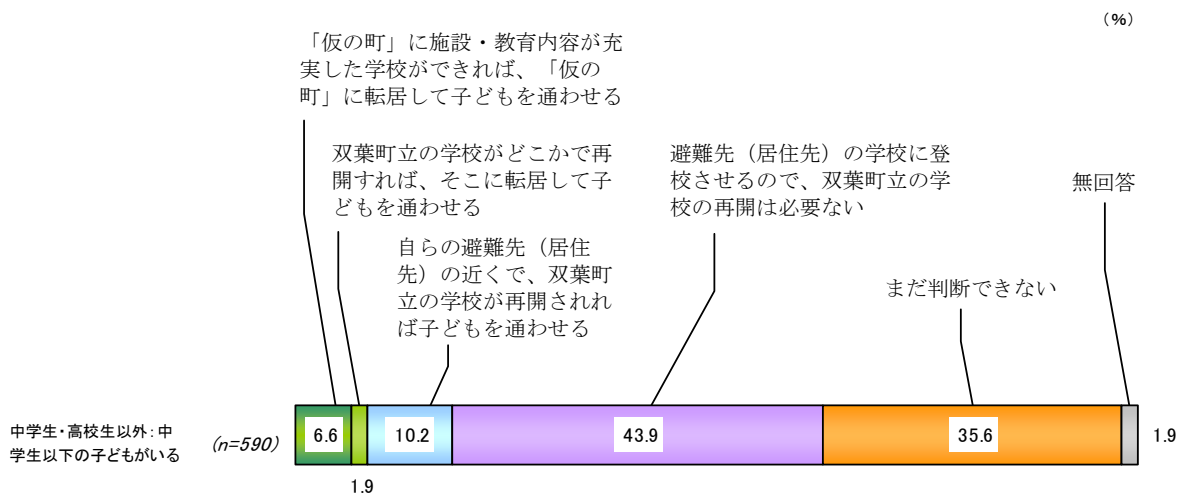 （%）
「仮の町」に施設・教育内容が充
実した学校ができれば、「仮の
町」に転居して子どもを通わせる
双葉町立の学校がどこかで再
開すれば、そこに転居して子
どもを通わせる
自らの避難先（居住
先）の近くで、双葉町
立の学校が再開されれ
ば子どもを通わせる
避難先（居住先）の学校に登
校させるので、双葉町立の学
校の再開は必要ない
まだ判断できない
無回答
中学生・高校生以外：中
学生以下の子どもがいる
(n=590)
6.6
1.9
10.2
43.9
35.6
1.9